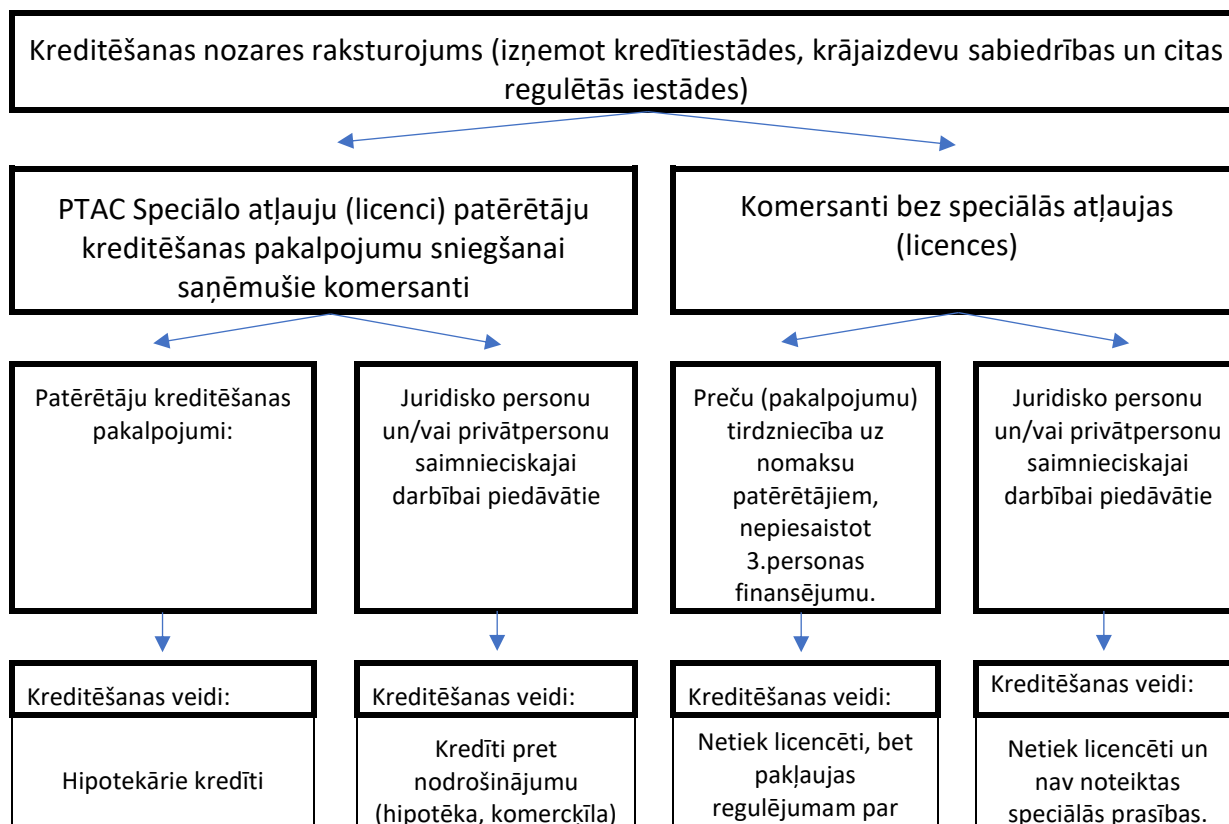 Kreditēšanas nozares raksturojums (izņemot kredītiestādes, krājaizdevu sabiedrības un citas
regulētās iestādes)
PTAC Speciālo atļauju (licenci) patērētāju
kreditēšanas pakalpojumu sniegšanai
saņēmušie komersanti
Komersanti bez speciālās atļaujas
(licences)
Patērētāju kreditēšanas
pakalpojumi:
Juridisko personu
un/vai privātpersonu
saimnieciskajai
darbībai piedāvātie
Preču (pakalpojumu)
tirdzniecība uz
nomaksu
patērētājiem,
nepiesaistot
3.personas
finansējumu.
Juridisko personu
un/vai privātpersonu
saimnieciskajai
darbībai piedāvātie
Kreditēšanas veidi:
Hipotekārie kredīti
Kreditēšanas veidi:
Kredīti pret
nodrošinājumu
(hipotēka, komercķīla)
Kreditēšanas veidi:
Netiek licencēti, bet
pakļaujas
regulējumam par
Kreditēšanas veidi:
Netiek licencēti un
nav noteiktas
speciālās prasības.